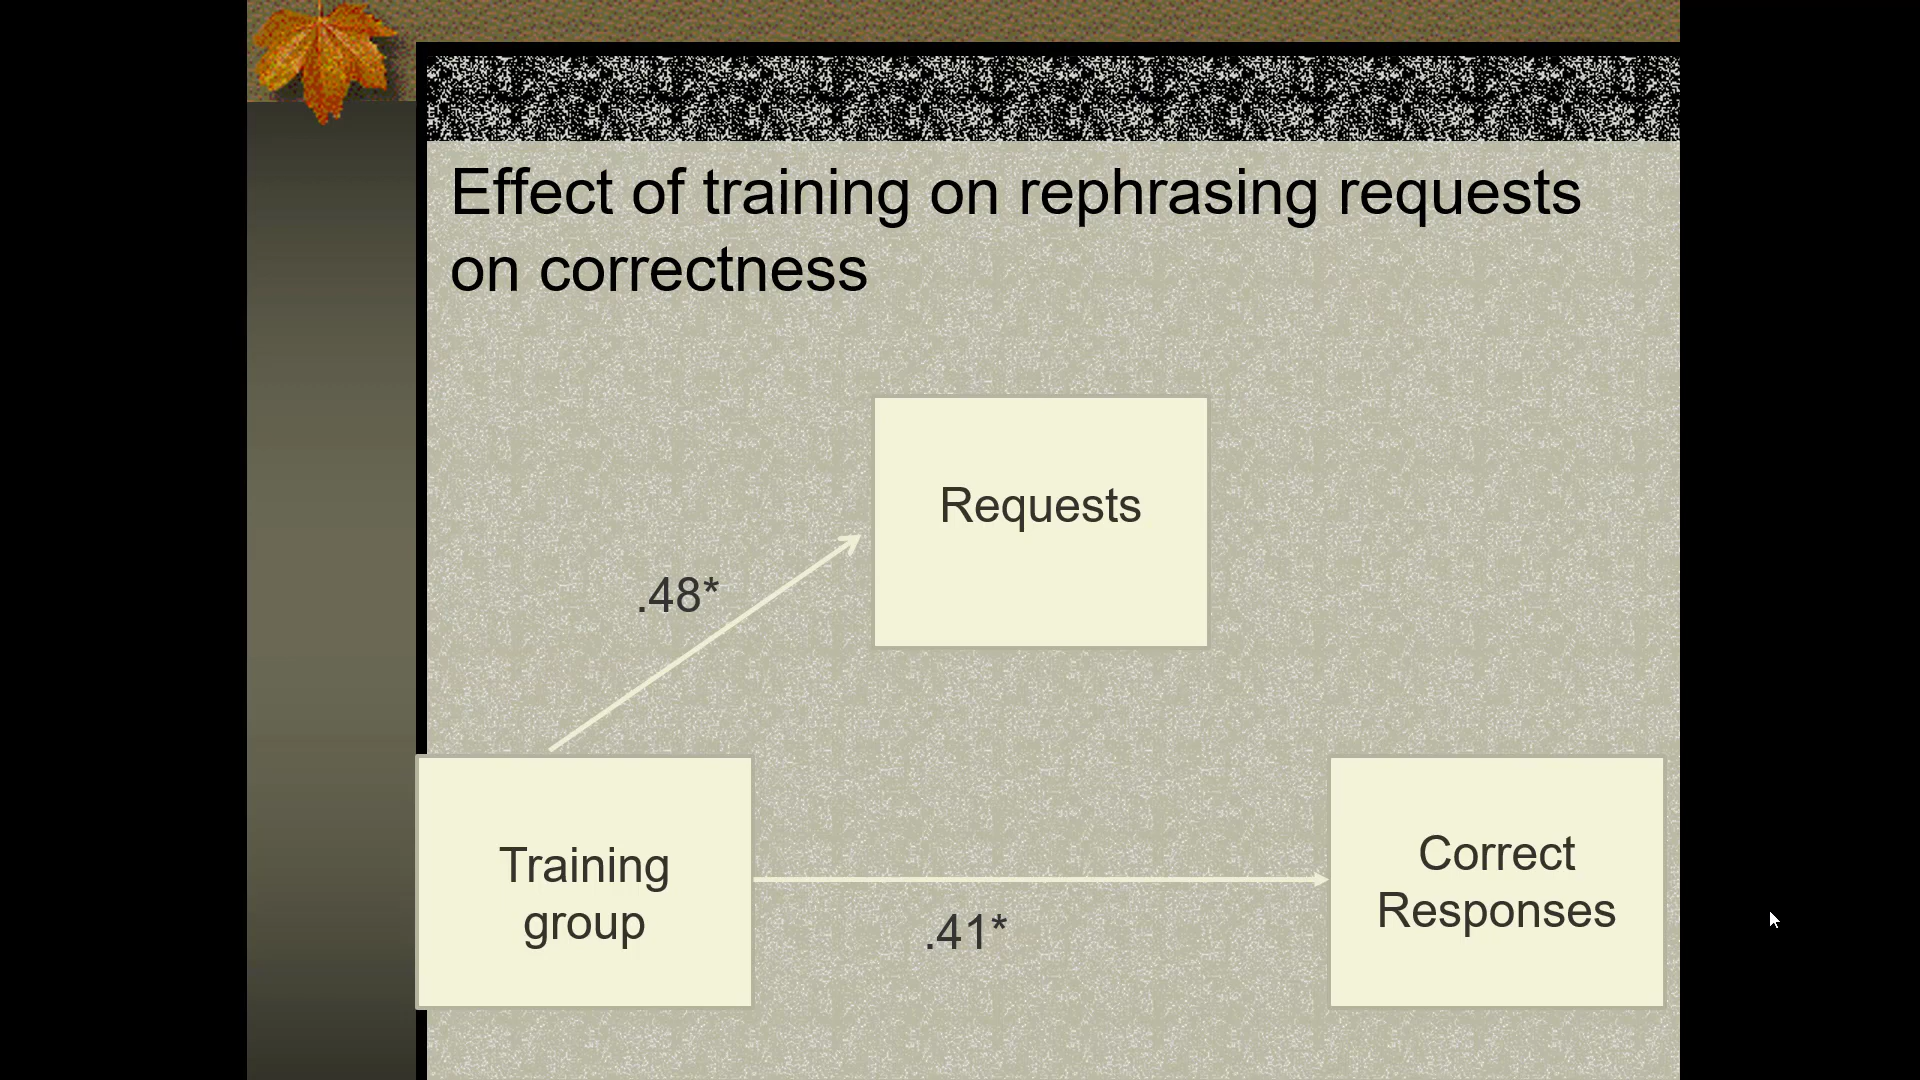 Effect of training on rephrasing requests
on correctness
Requests
.48*
Training
group
Correct
Responses
.41*